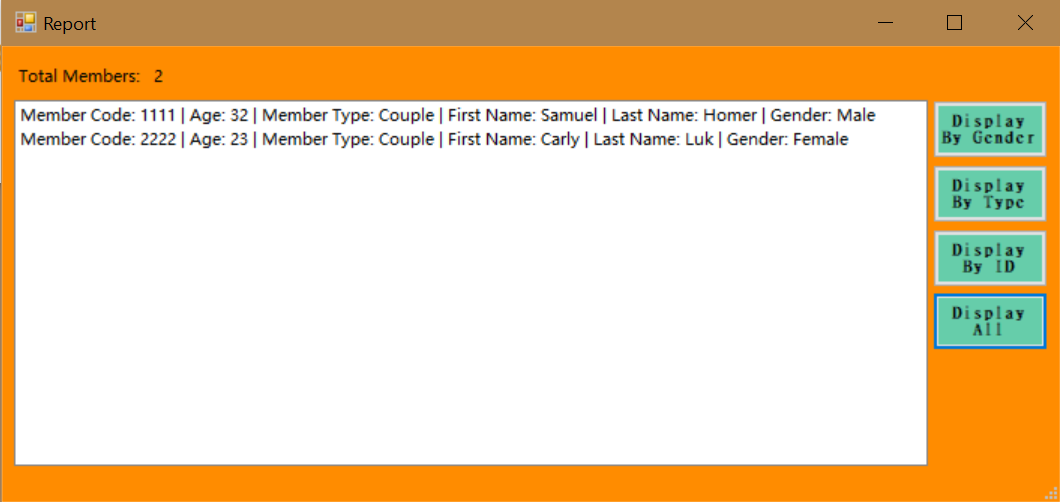 Report
Total Members: 2
Member Code: 1111 | Age: 32 | Member Type: Couple | First Name: Samuel | Last Name: Homer | Gender: Male
Member Code: 2222 | Age: 23 | Member Type: Couple | First Name: Carly | Last Name: Luk | Gender: Female
Display
By Gender
Display
By Type
Display
By ID
Display
All